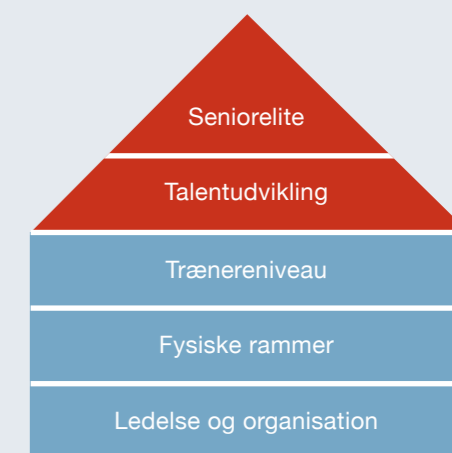 Seniorelite
Talentudvikling
Trænereniveau
Fysiske rammer
Ledelse og organisation